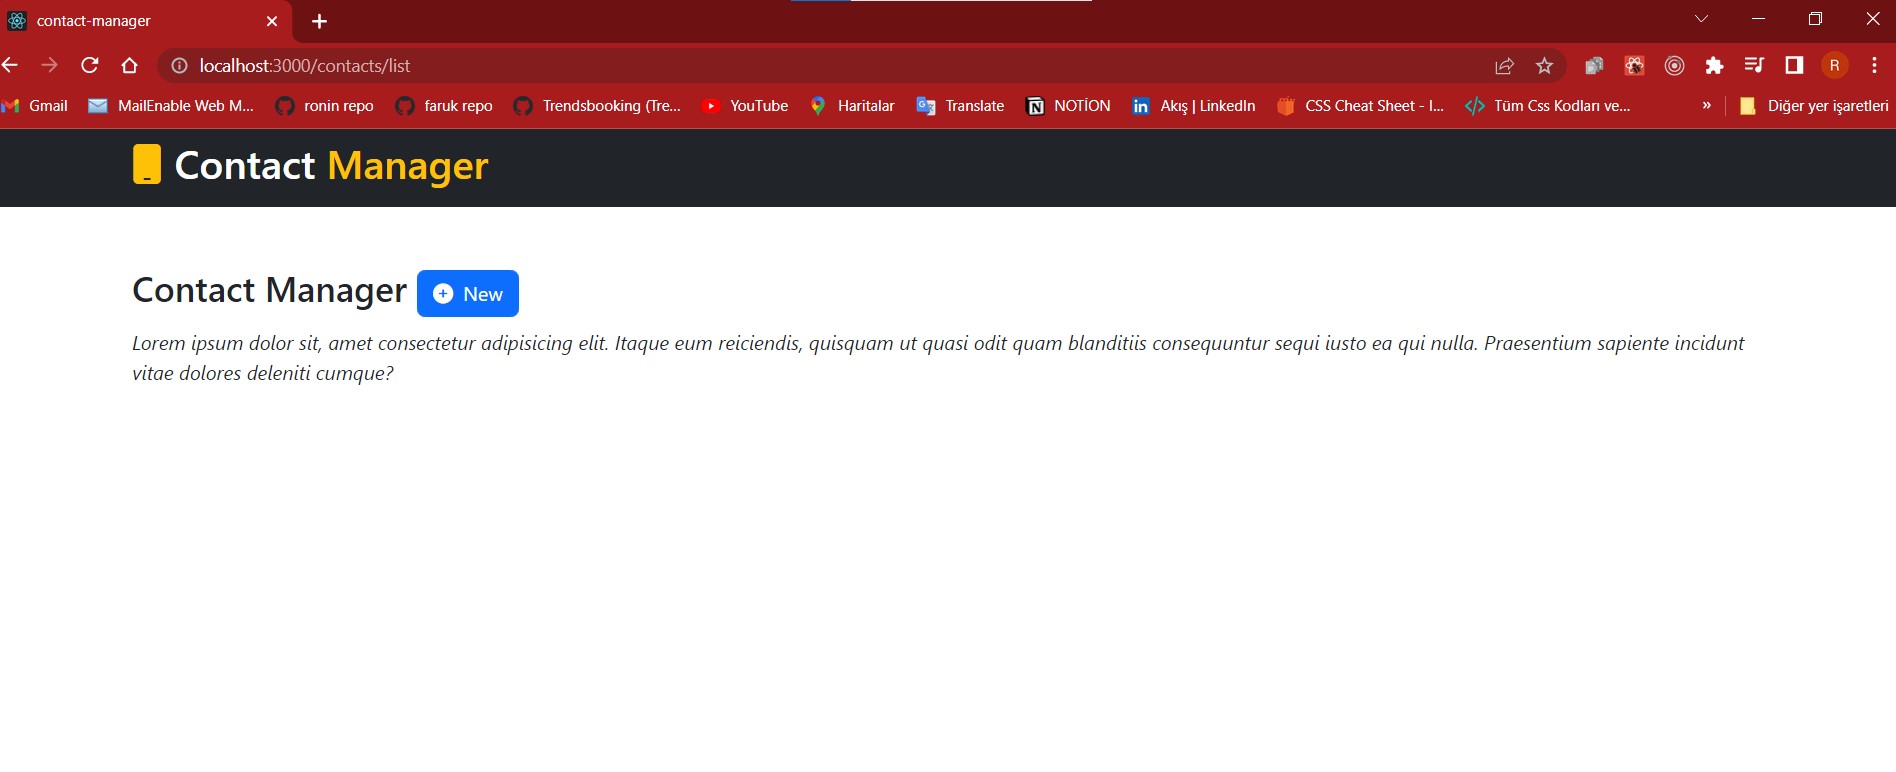 contact-manager
localhost:3000/contacts/list
R
Gmail MailEnable Web M... ronin repo faruk repo Trendsbooking (Tre... YouTube Haritalar Translate NOTİON Akış | LinkedIn CSS Cheat Sheet - I... Tüm Css Kodları ve... » Diğer yer işaretleri
Contact Manager
Contact Manager New
Lorem ipsum dolor sit, amet consectetur adipisicing elit. Itaque eum reiciendis, quisquam ut quasi odit quam blanditiis consequuntur sequi iusto ea qui nulla. Praesentium sapiente incidunt
vitae dolores deleniti cumque?